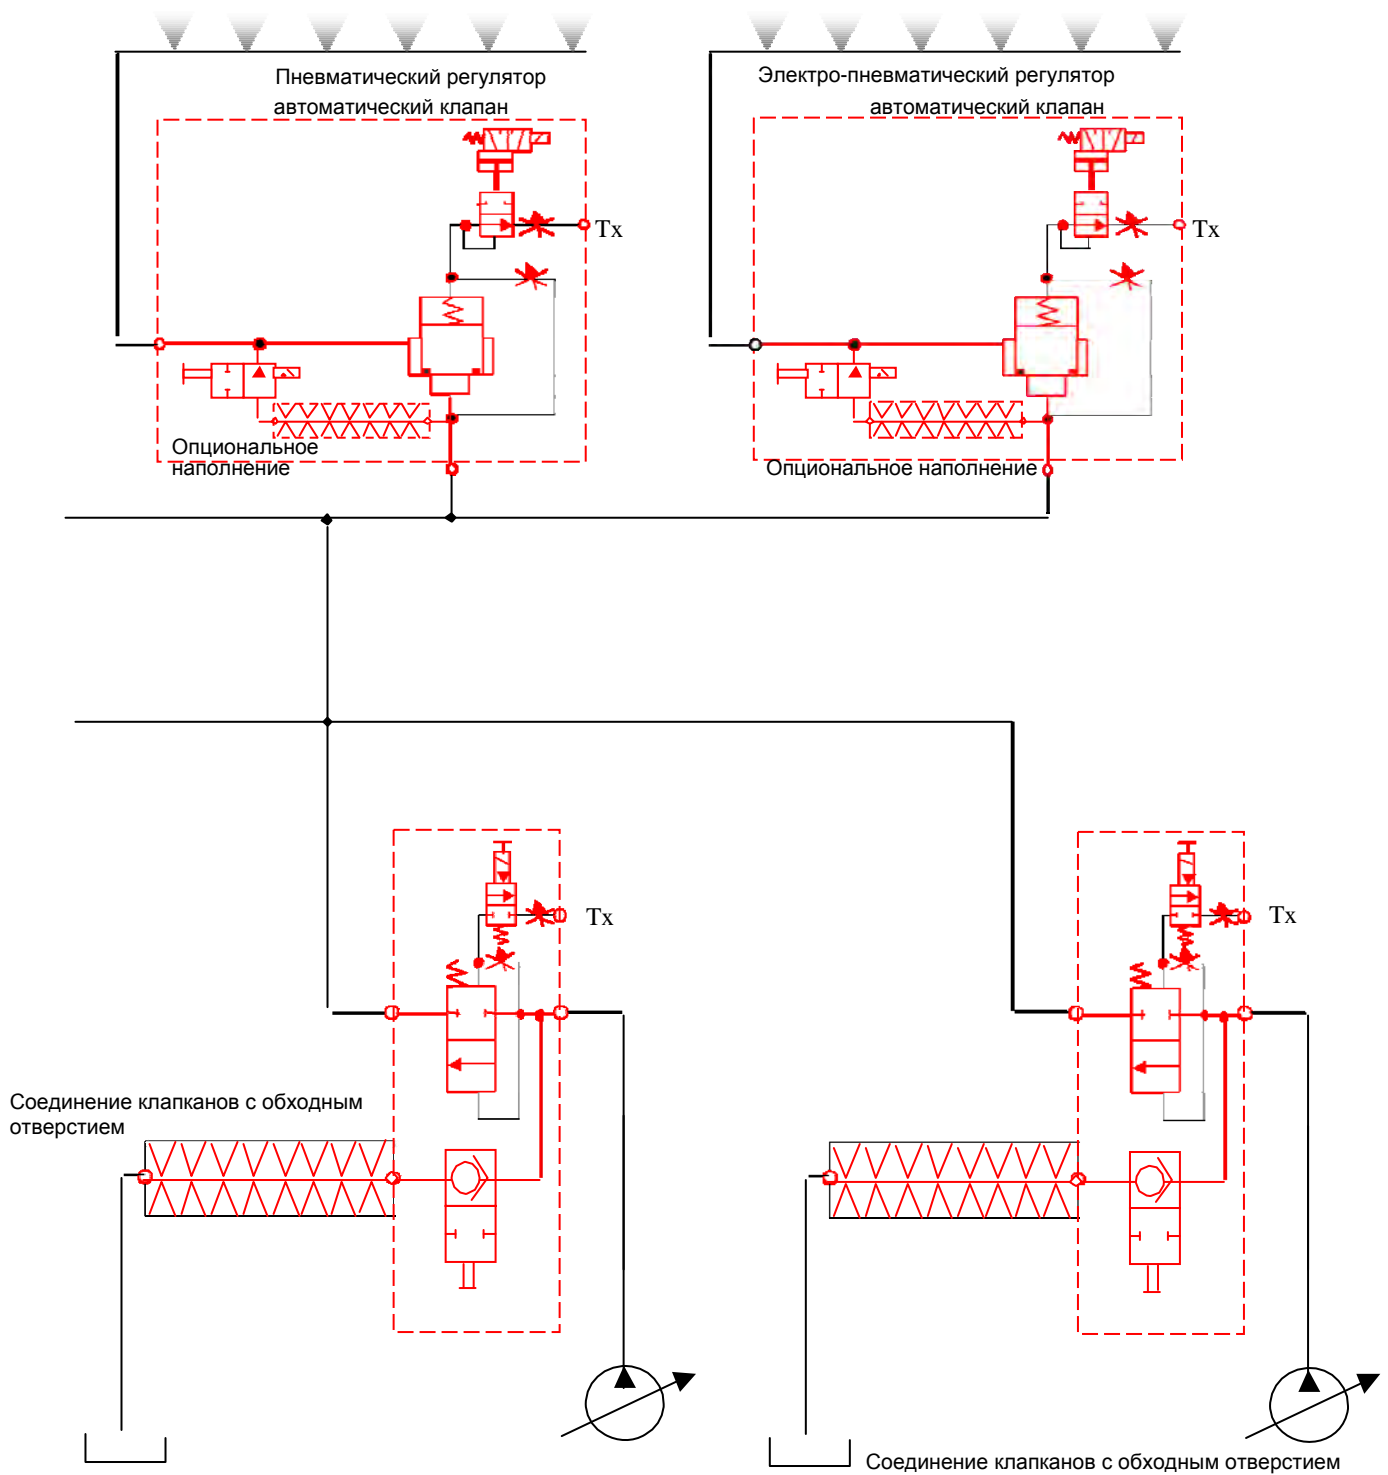 Пневматический регулятор
автоматический клапан
Электро-пневматический регулятор
автоматический клапан
Tx
Tx
Опциональное
наполнение
Опциональное наполнение
Tx
Tx
Соединение клапканов с обходным
отверстием
Соединение клапканов с обходным отверстием